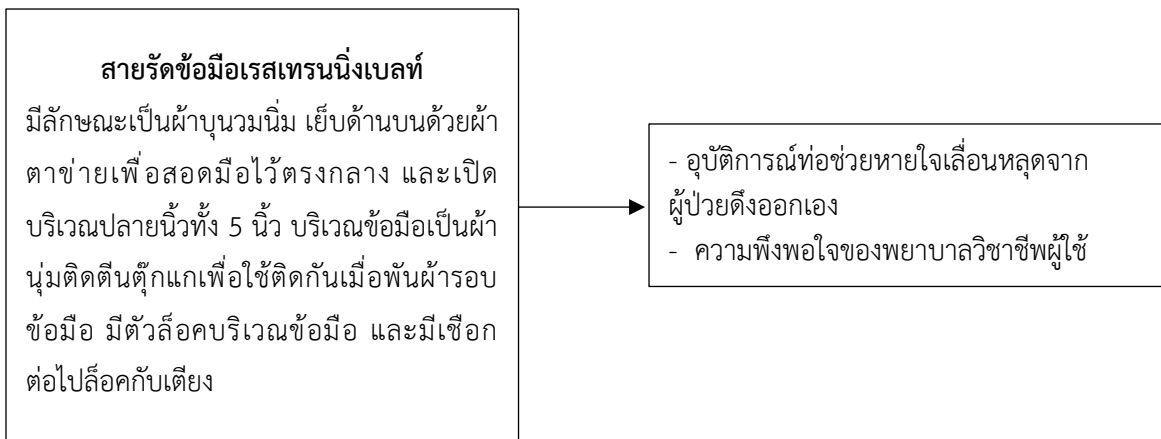 สายรัดข้อมือเรสเทรนนิ่งเบลท์
มีลักษณะเป็นผ้าบุนวมนิ่ม เย็บด้านบนด้วยผ้า
ตาข่ายเพื่อสอดมือไว้ตรงกลาง และเปิด
บริเวณปลายนิ้วทั้ง 5 นิ้ว บริเวณข้อมือเป็นผ้า
นุ่มติดตีนตุ๊กแกเพื่อใช้ติดกันเมื่อพันผ้ารอบ
ข้อมือ มีตัวล็อคบริเวณข้อมือ และมีเชือก
ต่อไปล็อคกับเตียง
- อุบัติการณ์ท่อช่วยหายใจเลื่อนหลุดจาก
ผู้ป่วยดึงออกเอง
- ความพึงพอใจของพยาบาลวิชาชีพผู้ใช้